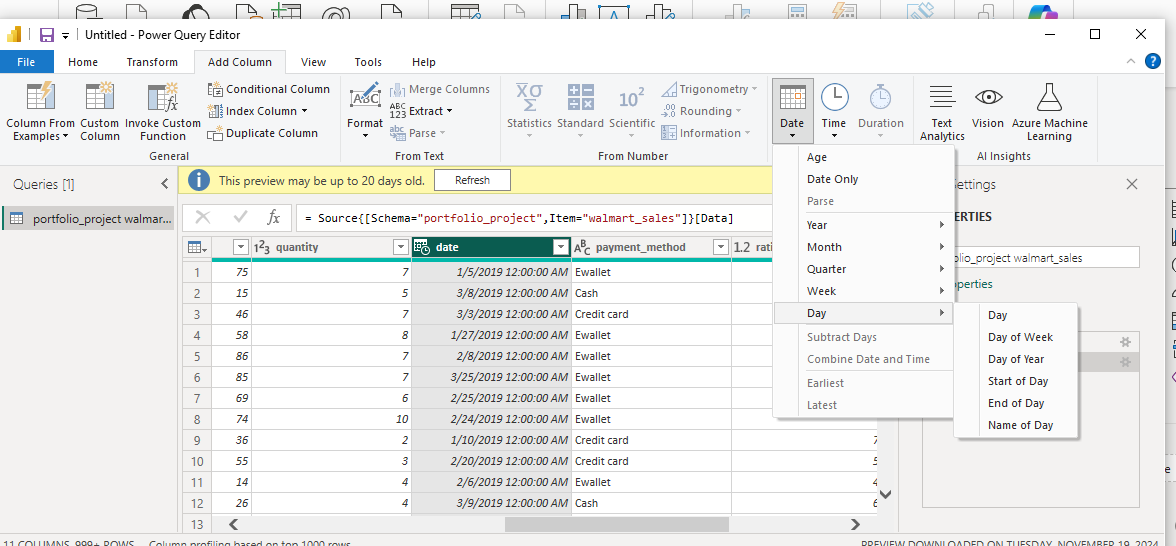 Untitled - Power Query Editor
File Home Transform Add Column View Tools Help
Column From Examples
Custom Column
Invoke Custom Function
Conditional Column
Index Column
Duplicate Column
General
Format
ABC
123
Merge Columns
Extract
Parse
From Text
Statistics
Standard
Scientific
10²
Trigonometry
Rounding
Information
From Number
Date
Time
Duration
Text Analytics
Vision
Azure Machine Learning
AI Insights
Queries [1]
portfolio_project walmar...
This preview may be up to 20 days old. Refresh
= Source{[Schema="portfolio_project",Item="walmart_sales"]}[Data]
quantity date payment_method 1.2 rati
1 75 7 1/5/2019 12:00:00 AM Ewallet
2 15 5 3/8/2019 12:00:00 AM Cash
3 46 7 3/3/2019 12:00:00 AM Credit card
4 58 8 1/27/2019 12:00:00 AM Ewallet
5 86 7 2/8/2019 12:00:00 AM Ewallet
6 85 7 3/25/2019 12:00:00 AM Ewallet
7 69 6 2/25/2019 12:00:00 AM Ewallet
8 74 10 2/24/2019 12:00:00 AM Ewallet
9 36 2 1/10/2019 12:00:00 AM Credit card
10 55 3 2/20/2019 12:00:00 AM Credit card
11 14 4 2/6/2019 12:00:00 AM Ewallet
12 26 4 3/9/2019 12:00:00 AM Cash
13
Age
Date Only
Parse
Year
Month
Quarter
Week
Day
Subtract Days
Combine Date and Time
Earliest
Latest
Day
Day of Week
Day of Year
Start of Day
End of Day
Name of Day
Settings
ERTIES
olio_project walmart_sales
operties
11 COLUMNS, 999+ ROWS Column profiling based on top 1000 rows
PREVIEW DOWNLOADED ON TUESDAY, NOVEMBER 19, 2024